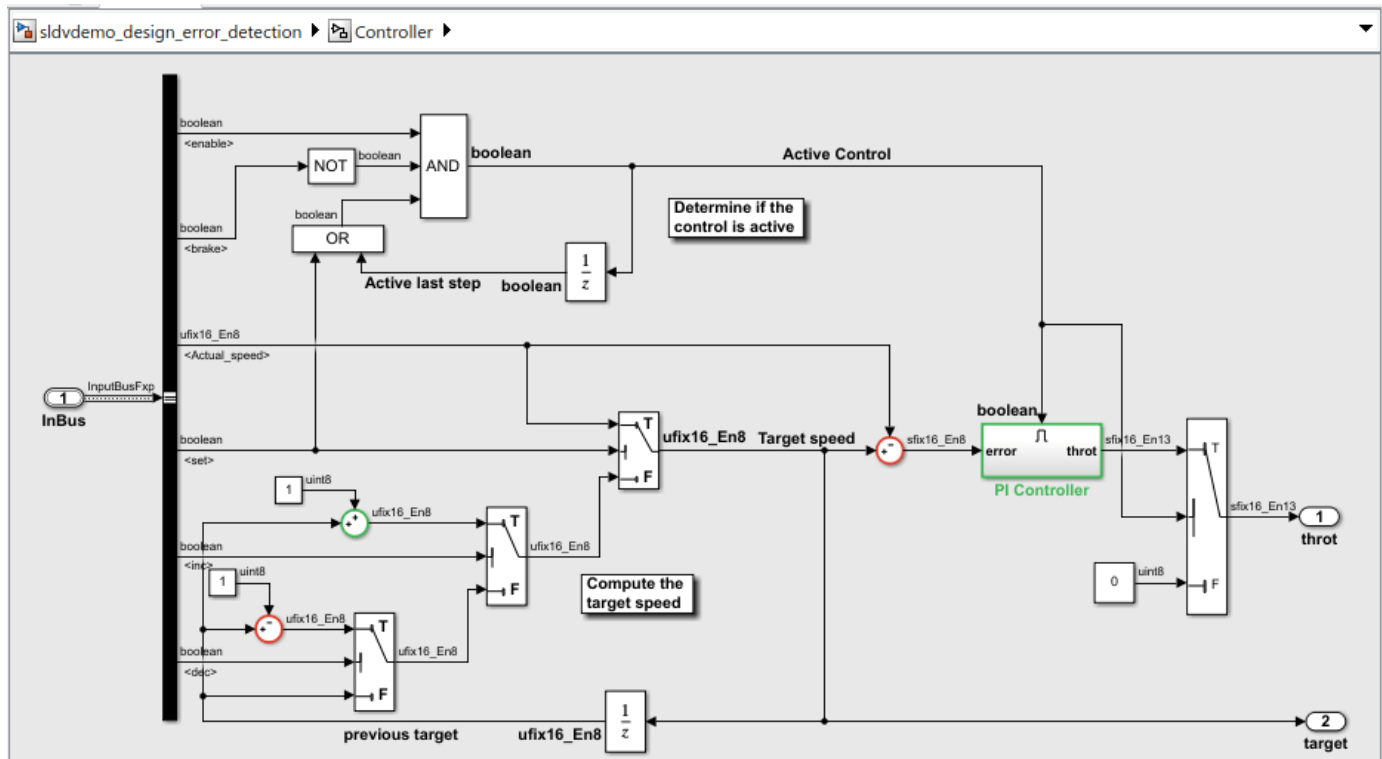 sldvdemo_design_error_detection Controller
boolean
<enable>
NOT
boolean
AND
boolean
Active Control
boolean
<brake>
boolean
OR
Determine if the
control is active
Active last step
boolean
1
z
ufix16_En8
<Actual_speed>
1
InputBusFxp
InBus
boolean
<set>
T
F
ufix16_En8
Target speed
+-
sfix16_En8
boolean
error
throt
PI Controller
sfix16_En13
T
F
sfix16_En13
1
throt
1
uint8
++
ufix16_En8
T
F
ufix16_En8
boolean
<inc>
1
uint8
+-
ufix16_En8
Compute the
target speed
0
uint8
T
F
ufix16_En8
boolean
<dec>
previous target
ufix16_En8
1
z
2
target